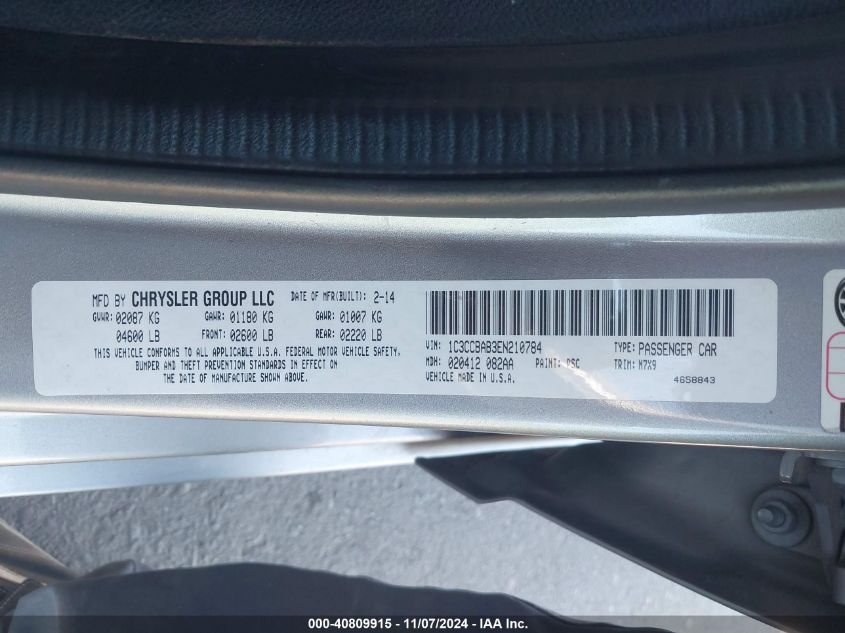 MFD BY CHRYSLER GROUP LLC DATE OF MFR(BUILT): 2-14
GVWR: 02087 KG GAWR: 01180 KG GAWR: 01007 KG
04600 LB FRONT: 02600 LB REAR: 02220 LB
THIS VEHICLE CONFORMS TO ALL APPLICABLE U.S.A. FEDERAL MOTOR VEHICLE SAFETY,
BUMPER AND THEFT PREVENTION STANDARDS IN EFFECT ON
THE DATE OF MANUFACTURE SHOWN ABOVE.
VIN: 1C3CCBAB3EN210784 TYPE: PASSENGER CAR
MDH: 020412 082AA PAINT: PSC TRIM: N7X9
VEHICLE MADE IN U.S.A. 4658843
000-40809915 - 11/07/2024 - IAA Inc.